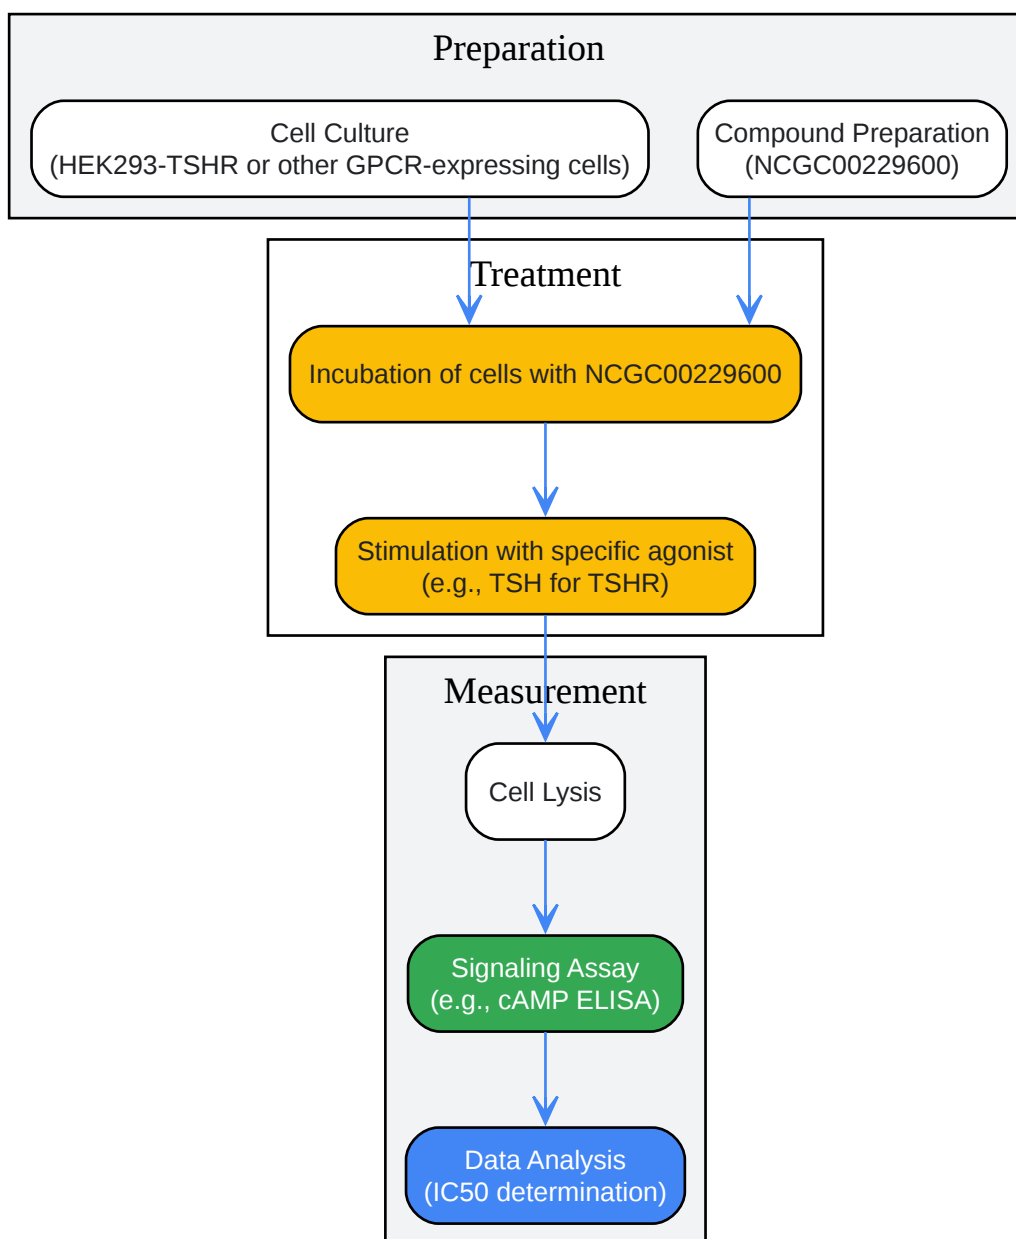 Preparation
Cell Culture
(HEK293-TSHR or other GPCR-expressing cells)
Compound Preparation
(NCGC00229600)
Treatment
Incubation of cells with NCGC00229600
Stimulation with specific agonist
(e.g., TSH for TSHR)
Measurement
Cell Lysis
Signaling Assay
(e.g., cAMP ELISA)
Data Analysis
(IC50 determination)